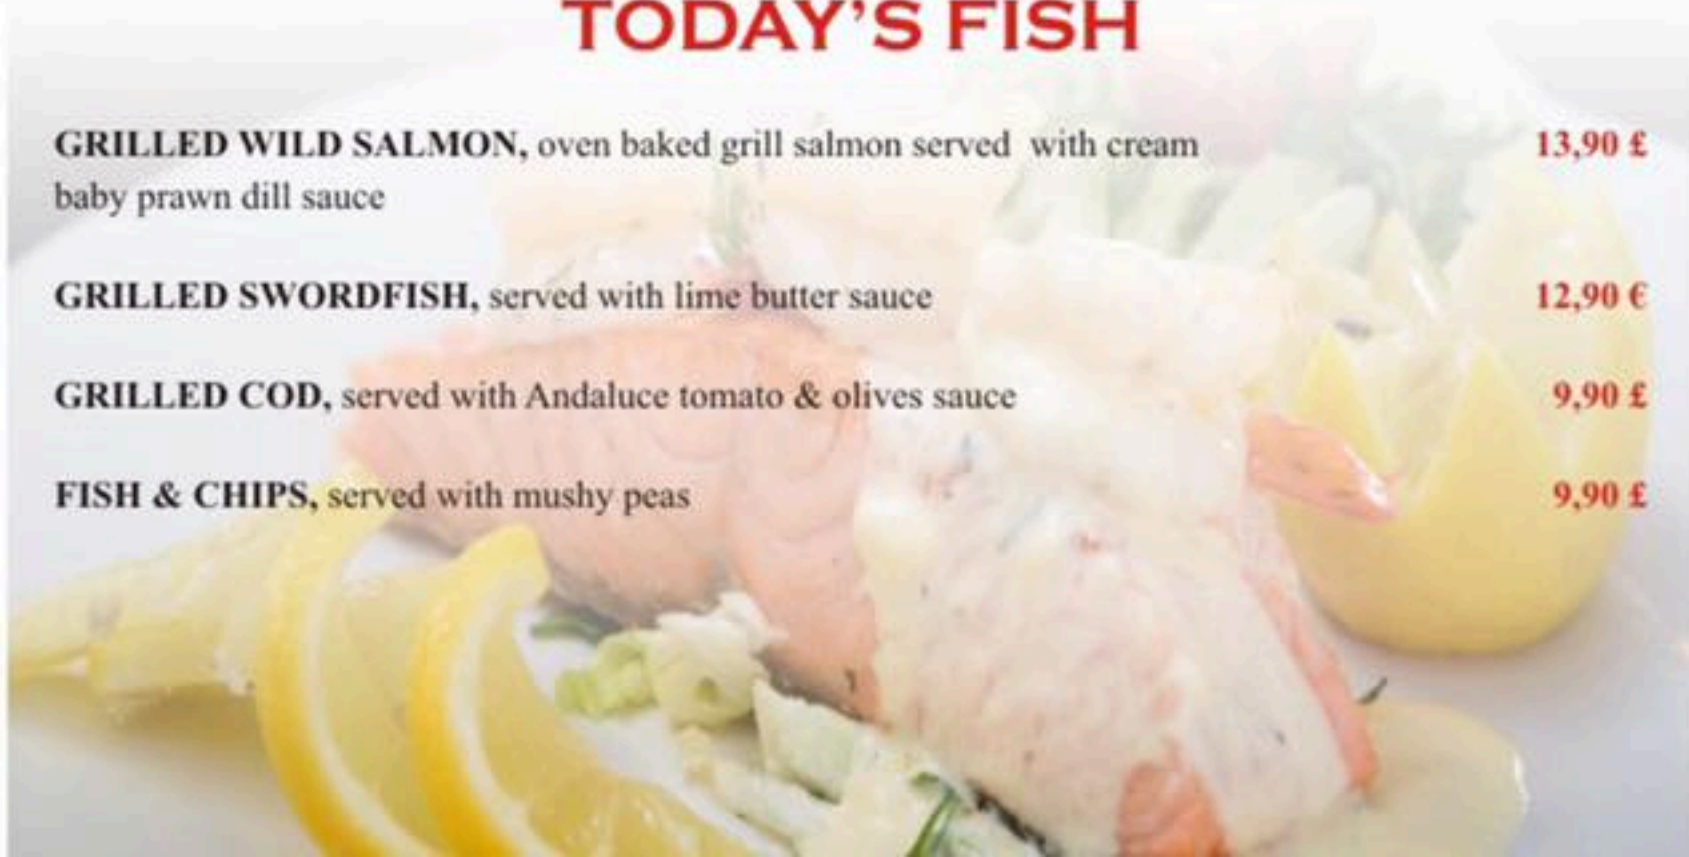 TODAY'S FISH
GRILLED WILD SALMON, oven baked grill salmon served with cream 13,90 £
baby prawn dill sauce
GRILLED SWORDFISH, served with lime butter sauce 12,90 €
GRILLED COD, served with Andaluce tomato & olives sauce 9,90 £
FISH & CHIPS, served with mushy peas 9,90 £